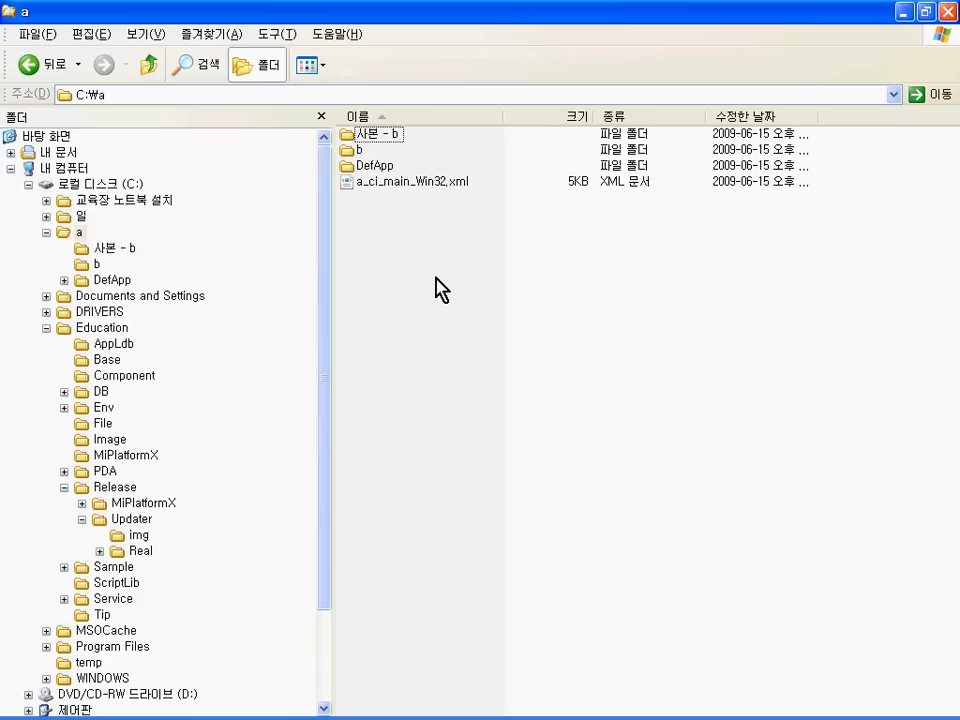 a
파일(F) 편집(E) 보기(V) 즐겨찾기(A) 도구(T) 도움말(H)
뒤로 검색 폴더
주소(D) C:₩a 이동
폴더
이름 크기 종류 수정한 날짜
사본 - b 파일 폴더 2009-06-15 오후 ...
b 파일 폴더 2009-06-15 오후 ...
DefApp 파일 폴더 2009-06-15 오후 ...
a_ci_main_Win32.xml 5KB XML 문서 2009-06-15 오후 ...
바탕 화면
내 문서
내 컴퓨터
로컬 디스크 (C:)
교육장 노트북 설치
일
a
사본 - b
b
DefApp
Documents and Settings
DRIVERS
Education
AppLdb
Base
Component
DB
Env
File
Image
MiPlatformX
PDA
Release
MiPlatformX
Updater
img
Real
Sample
ScriptLib
Service
Tip
MSOCache
Program Files
temp
WINDOWS
DVD/CD-RW 드라이브 (D:)
제어판